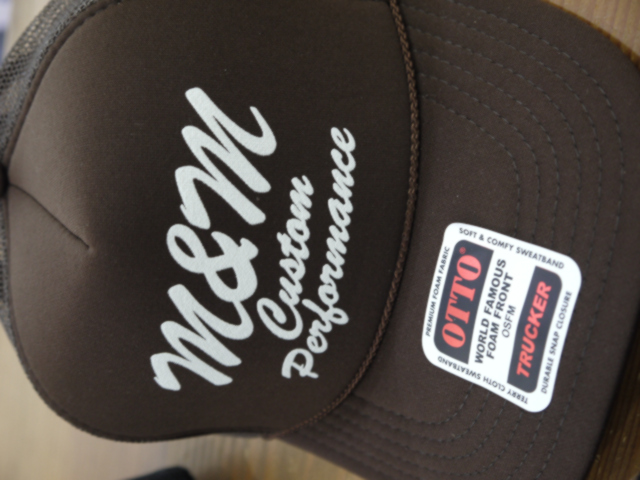 M&M
Custom
Performance
SOFT & COMFY SWEATBAND
PREMIUM FOAM FABRIC
OTTO®
WORLD FAMOUS
FOAM FRONT
OSFM
TRUCKER
DURABLE SNAP CLOSURE
TERRY CLOTH SWEATBAND